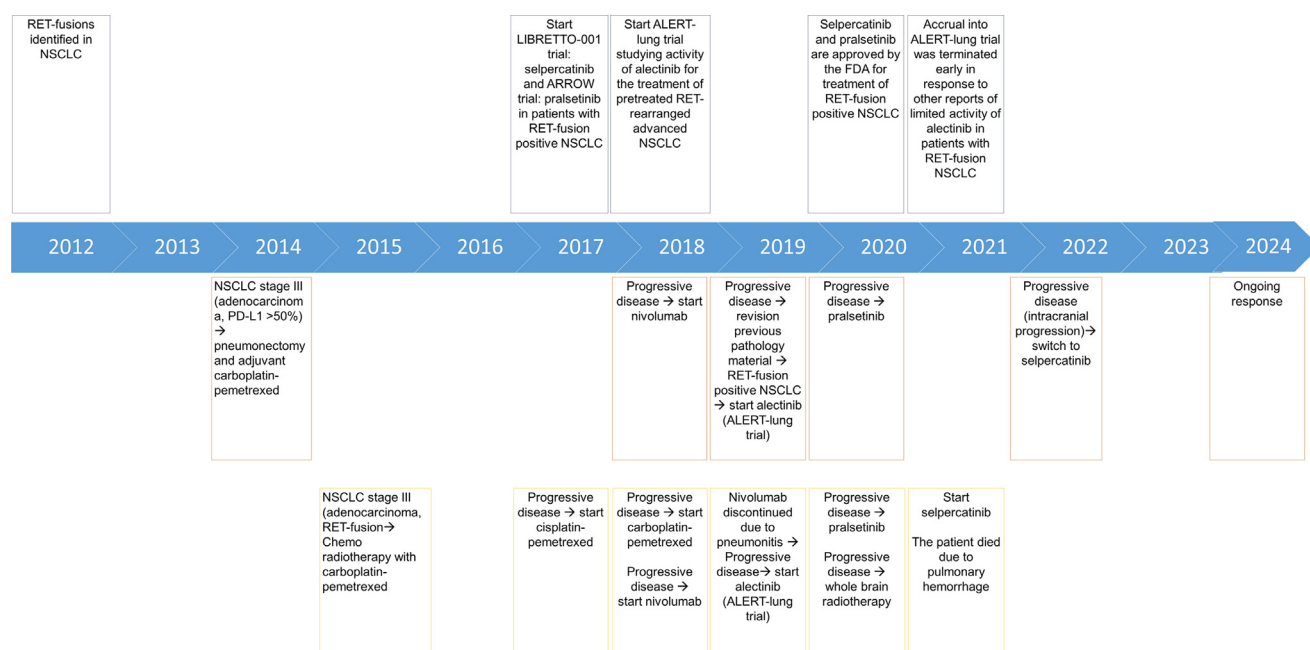 RET-fusions
identified in
NSCLC
Start
LIBRETTO-001
trial:
selpercatinib
and ARROW
trial: pralsetinib
in patients with
RET-fusion
positive NSCLC
Start ALERT-
lung trial
studying activity
of alectinib for
the treatment of
pretreated RET-
rearranged
advanced
NSCLC
Selpercatinib
and pralsetinib
are approved by
the FDA for
treatment of
RET-fusion
positive NSCLC
Accrual into
ALERT-lung trial
was terminated
early in
response to
other reports of
limited activity of
alectinib in
patients with
RET-fusion
NSCLC
2012
2013
2014
2015
2016
2017
2018
2019
2020
2021
2022
2023
2024
NSCLC stage III
(adenocarcinom
a, PD-L1 >50%)
→
pneumonectomy
and adjuvant
carboplatin-
pemetrexed
Progressive
disease → start
nivolumab
Progressive
disease →
revision
previous
pathology
material →
RET-fusion
positive NSCLC
→ start alectinib
(ALERT-lung
trial)
Progressive
disease →
pralsetinib
Progressive
disease
(intracranial
progression)→
switch to
selpercatinib
Ongoing
response
NSCLC stage III
(adenocarcinoma,
RET-fusion→
Chemo
radiotherapy with
carboplatin-
pemetrexed
Progressive
disease → start
cisplatin-
pemetrexed
Progressive
disease → start
carboplatin-
pemetrexed
Progressive
disease →
start nivolumab
Nivolumab
discontinued
due to
pneumonitis →
Progressive
disease→ start
alectinib
(ALERT-lung
trial)
Progressive
disease →
pralsetinib
Progressive
disease →
whole brain
radiotherapy
Start
selpercatinib
The patient died
due to
pulmonary
hemorrhage